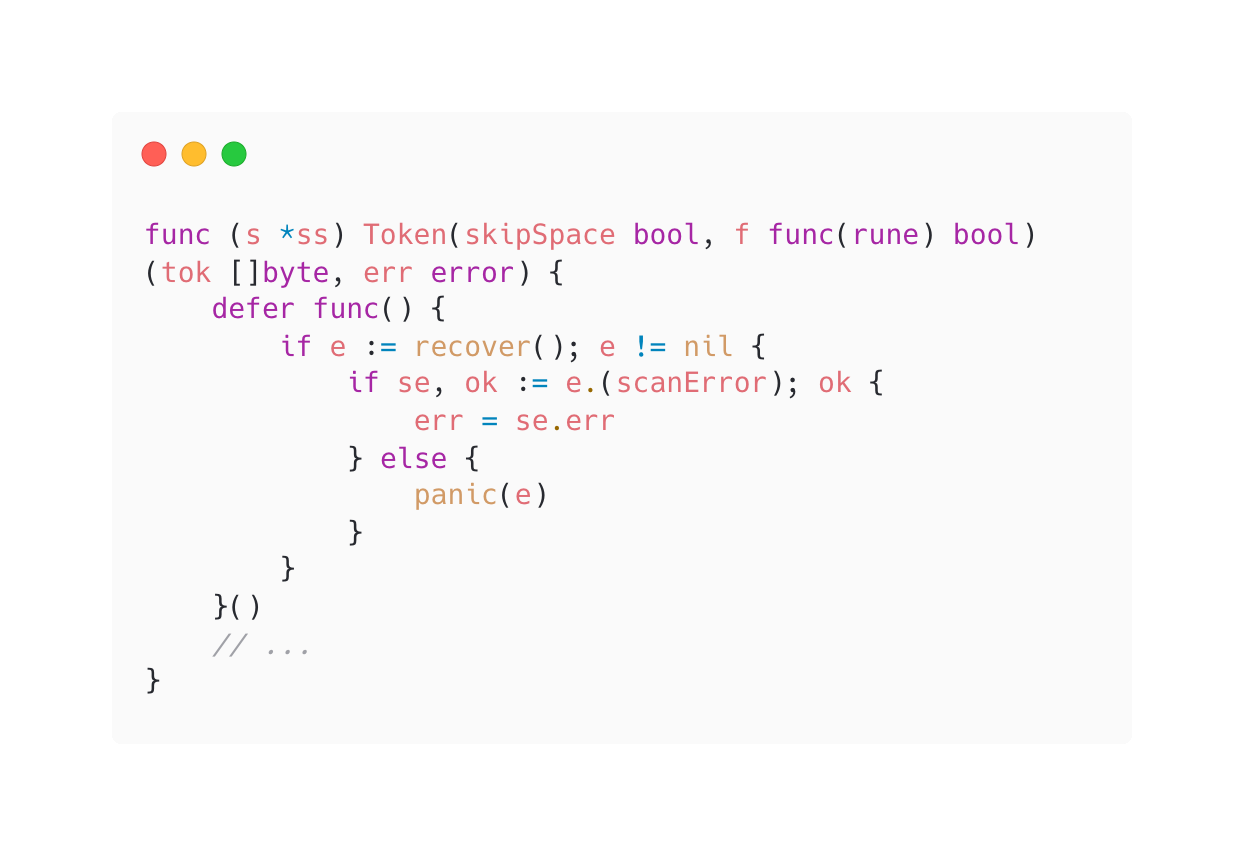 func (s *ss) Token(skipSpace bool, f func(rune) bool)
(tok []byte, err error) {
    defer func() {
        if e := recover(); e != nil {
            if se, ok := e.(scanError); ok {
                err = se.err
            } else {
                panic(e)
            }
        }
    }()
    // ...
}